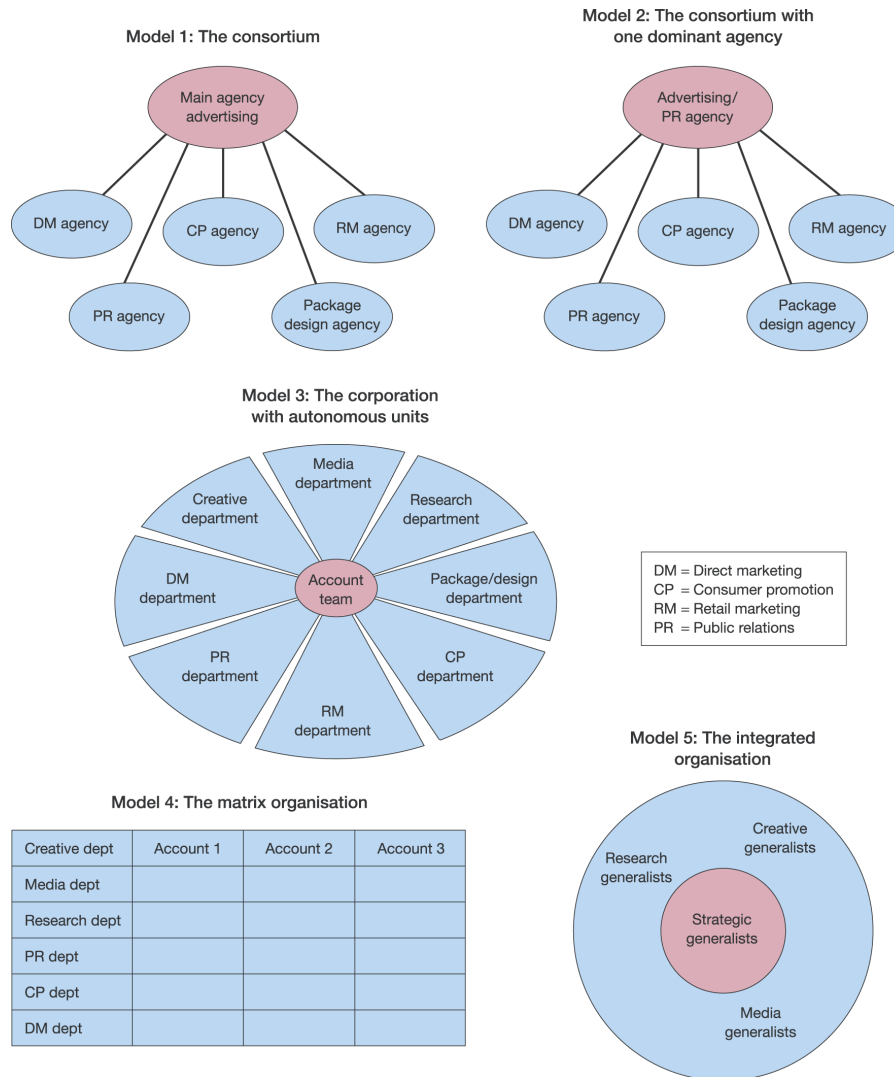 Model 1: The consortium
Main agency
advertising
DM agency
CP agency
RM agency
PR agency
Package
design agency
Model 2: The consortium with
one dominant agency
Advertising/
PR agency
DM agency
CP agency
RM agency
PR agency
Package
design agency
Model 3: The corporation
with autonomous units
Media
department
Creative
department
Research
department
DM
department
Account
team
Package/design
department
PR
department
CP
department
RM
department
DM = Direct marketing
CP = Consumer promotion
RM = Retail marketing
PR = Public relations
Model 4: The matrix organisation
Creative dept Account 1 Account 2 Account 3
Media dept
Research dept
PR dept
CP dept
DM dept
Model 5: The integrated
organisation
Creative
generalists
Research
generalists
Strategic
generalists
Media
generalists